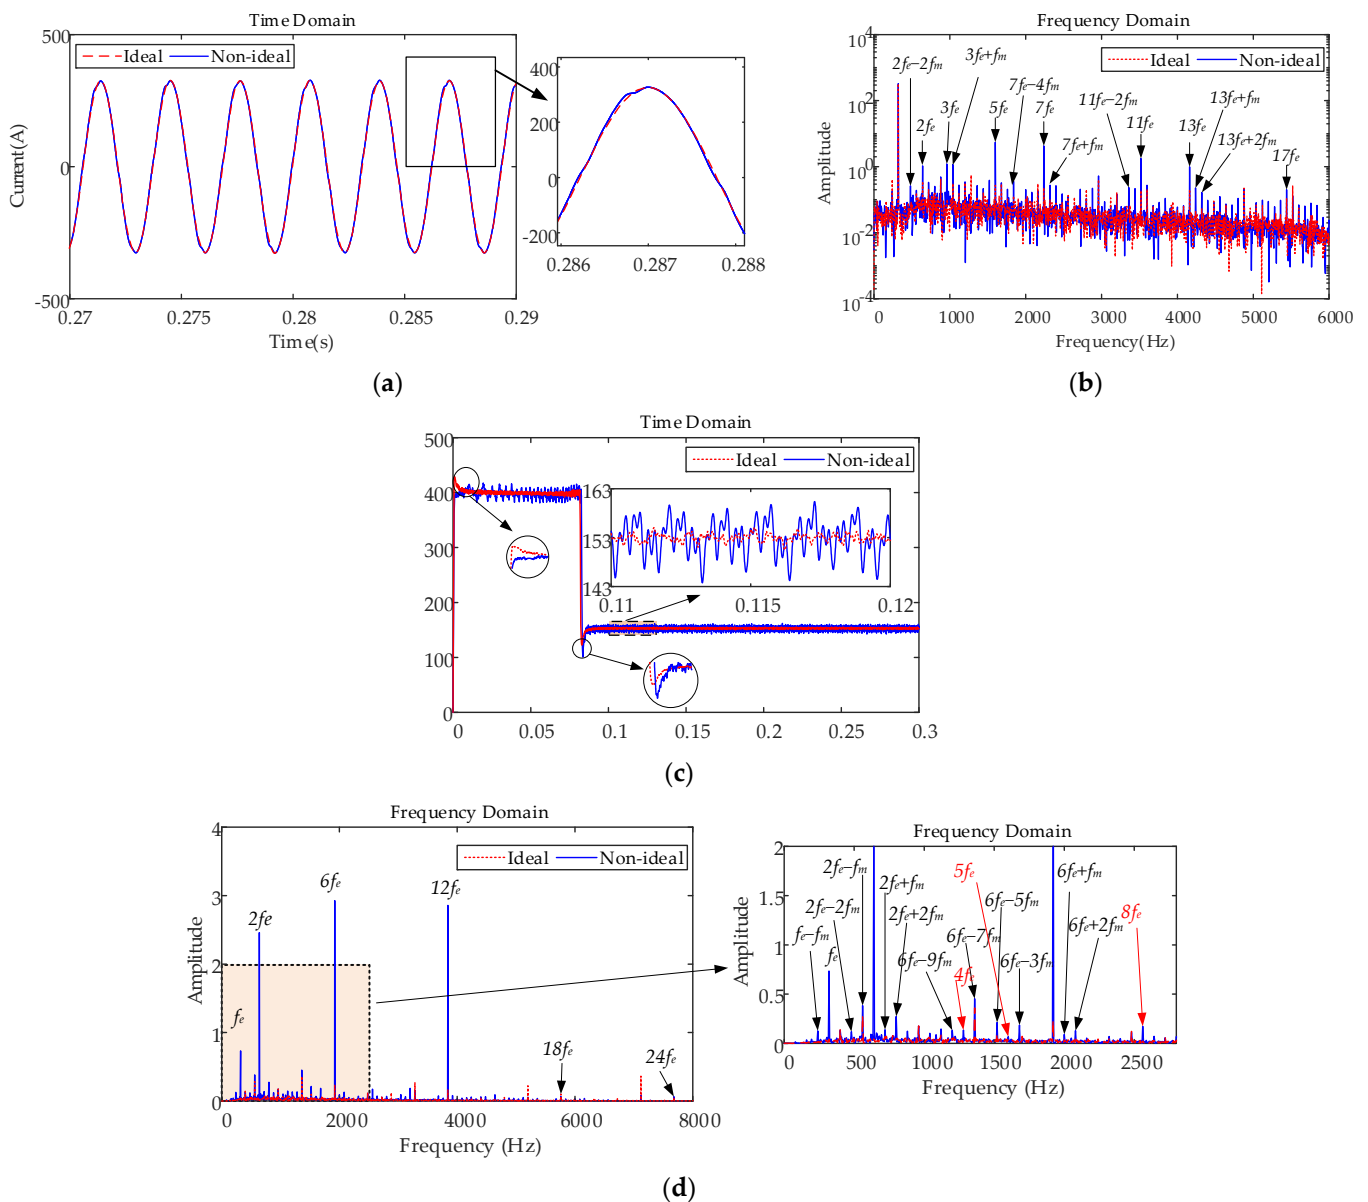 Time Domain
500
Ideal Non-ideal
Current(A)
0
-500
0.27 0.275 0.28 0.285 0.29
Time(s)
400
200
0
-200
0.286 0.287 0.288
(a)
Frequency Domain
10^4
Ideal Non-ideal
2fe−2fm 3fe+fm
10^2
7fe−4fm
3fe 5fe 7fe 11fe−2fm 13fe+fm
2fe 11fe 13fe
7fe+fm 13fe+2fm
17fe
Amplitude
10^0
10^-2
10^-4
0 1000 2000 3000 4000 5000 6000
Frequency(Hz)
(b)
Time Domain
500
Ideal Non-ideal
400
300
200
100
0
163
153
143
0.11 0.115 0.12
0 0.05 0.1 0.15 0.2 0.25 0.3
(c)
Frequency Domain
4
Ideal Non-ideal
3
6fe 12fe
2fe
Amplitude
2
1
fe
18fe 24fe
0
0 2000 4000 6000 8000
Frequency (Hz)
Frequency Domain
2
2fe−fm 2fe+fm 5fe 6fe+fm
1.5
2fe−2fm 2fe+2fm 6fe−5fm 8fe
fe−fm 6fe−7fm 6fe+2fm
1
fe 6fe−9fm 4fe 6fe−3fm
Amplitude
0.5
0
0 500 1000 1500 2000 2500
Frequency (Hz)
(d)